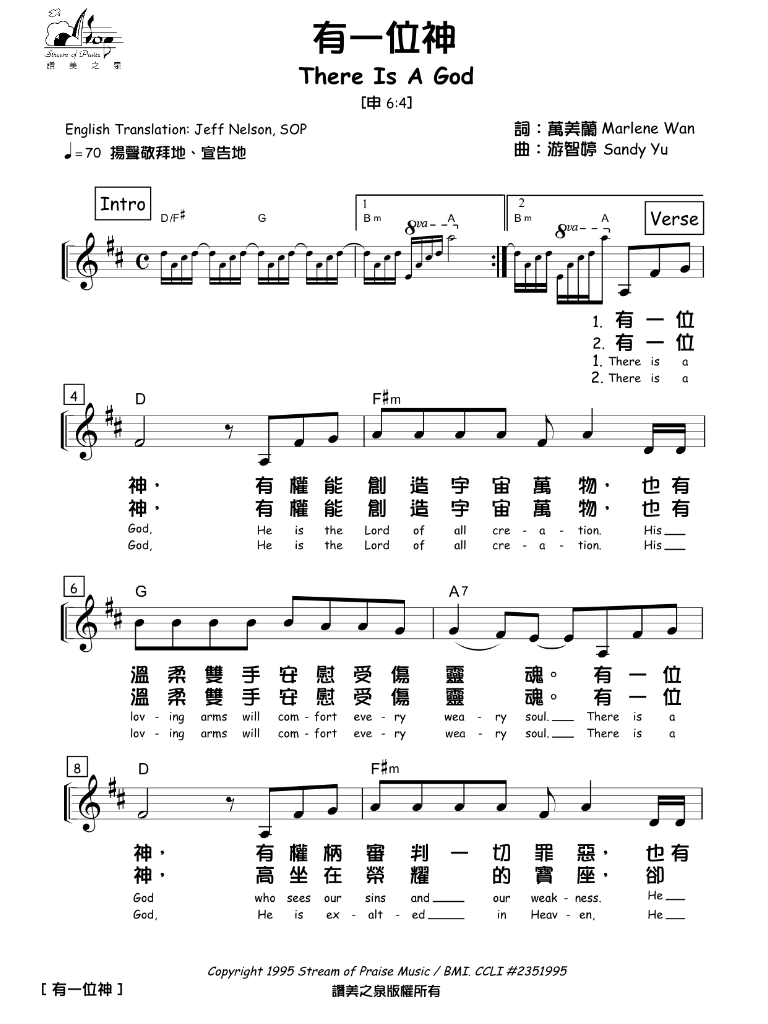 Stream of Praise
讚美之泉
有一位神
There Is A God
[申 6:4]
English Translation: Jeff Nelson, SOP
詞：萬美蘭 Marlene Wan
♩=70 揚聲敬拜地、宣告地
曲：游智婷 Sandy Yu
Intro
1
2
Verse
D/F# G Bm 8va A Bm 8va A
1. 有 一 位
2. 有 一 位
1. There is a
2. There is a
4
D F#m
神， 有 權 能 創 造 宇 宙 萬 物， 也 有
神， 有 權 能 創 造 宇 宙 萬 物， 也 有
God, He is the Lord of all cre - a - tion. His
God, He is the Lord of all cre - a - tion. His
6
G A7
溫 柔 雙 手 安 慰 受 傷 靈 魂。 有 一 位
溫 柔 雙 手 安 慰 受 傷 靈 魂。 有 一 位
lov - ing arms will com - fort eve - ry wea - ry soul. There is a
lov - ing arms will com - fort eve - ry wea - ry soul. There is a
8
D F#m
神， 有 權 柄 審 判 一 切 罪 惡， 也 有
神， 高 坐 在 榮 耀 的 寶 座， 卻
God who sees our sins and our weak - ness. He
God, He is ex - alt - ed in Heav - en, He
Copyright 1995 Stream of Praise Music / BMI. CCLI #2351995
[ 有一位神 ]
讚美之泉版權所有